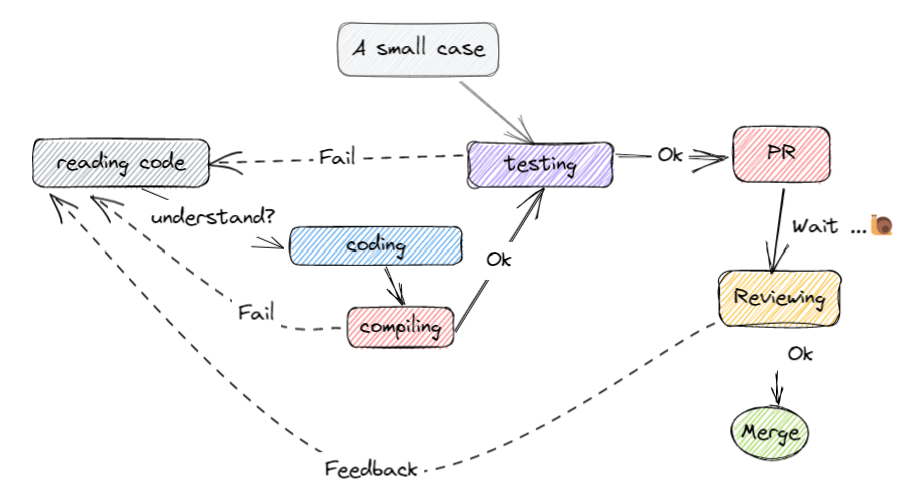 A small case
reading code
Fail
testing
Ok
PR
understand?
Wait ...🐌
coding
Ok
Reviewing
Fail
compiling
Ok
Merge
Feedback